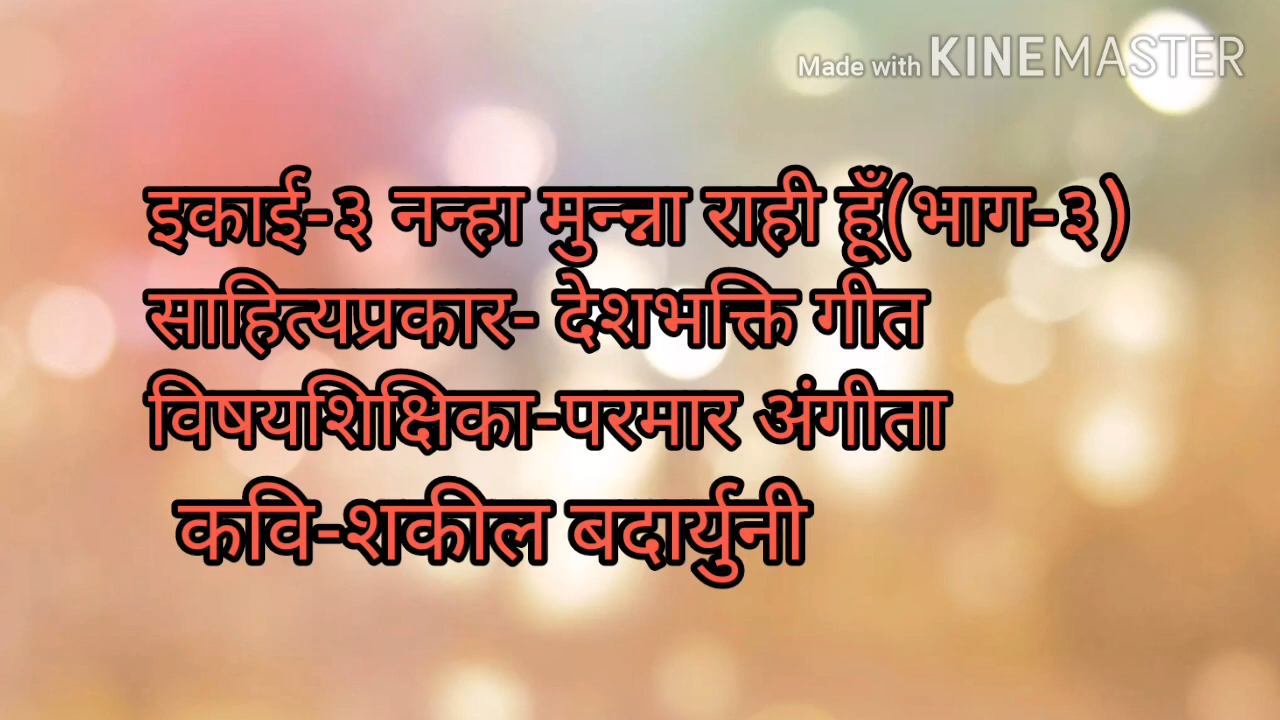 Made with KINEMASTER
इकाई-३ नन्हा मुन्न्ना राही हूँ(भाग-३)
साहित्यप्रकार- देशभक्ति गीत
विषयशिक्षिका-परमार अंगीता
कवि-शकील बदार्युनी